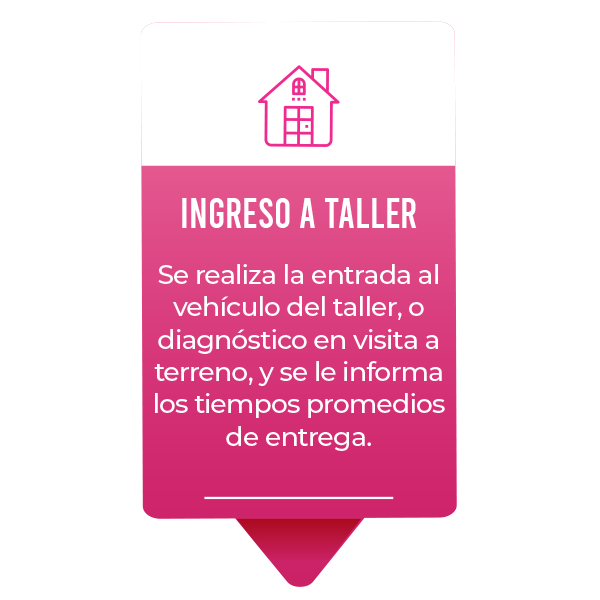 INGRESO A TALLER
Se realiza la entrada al
vehículo del taller, o
diagnóstico en visita a
terreno, y se le informa
los tiempos promedios
de entrega.